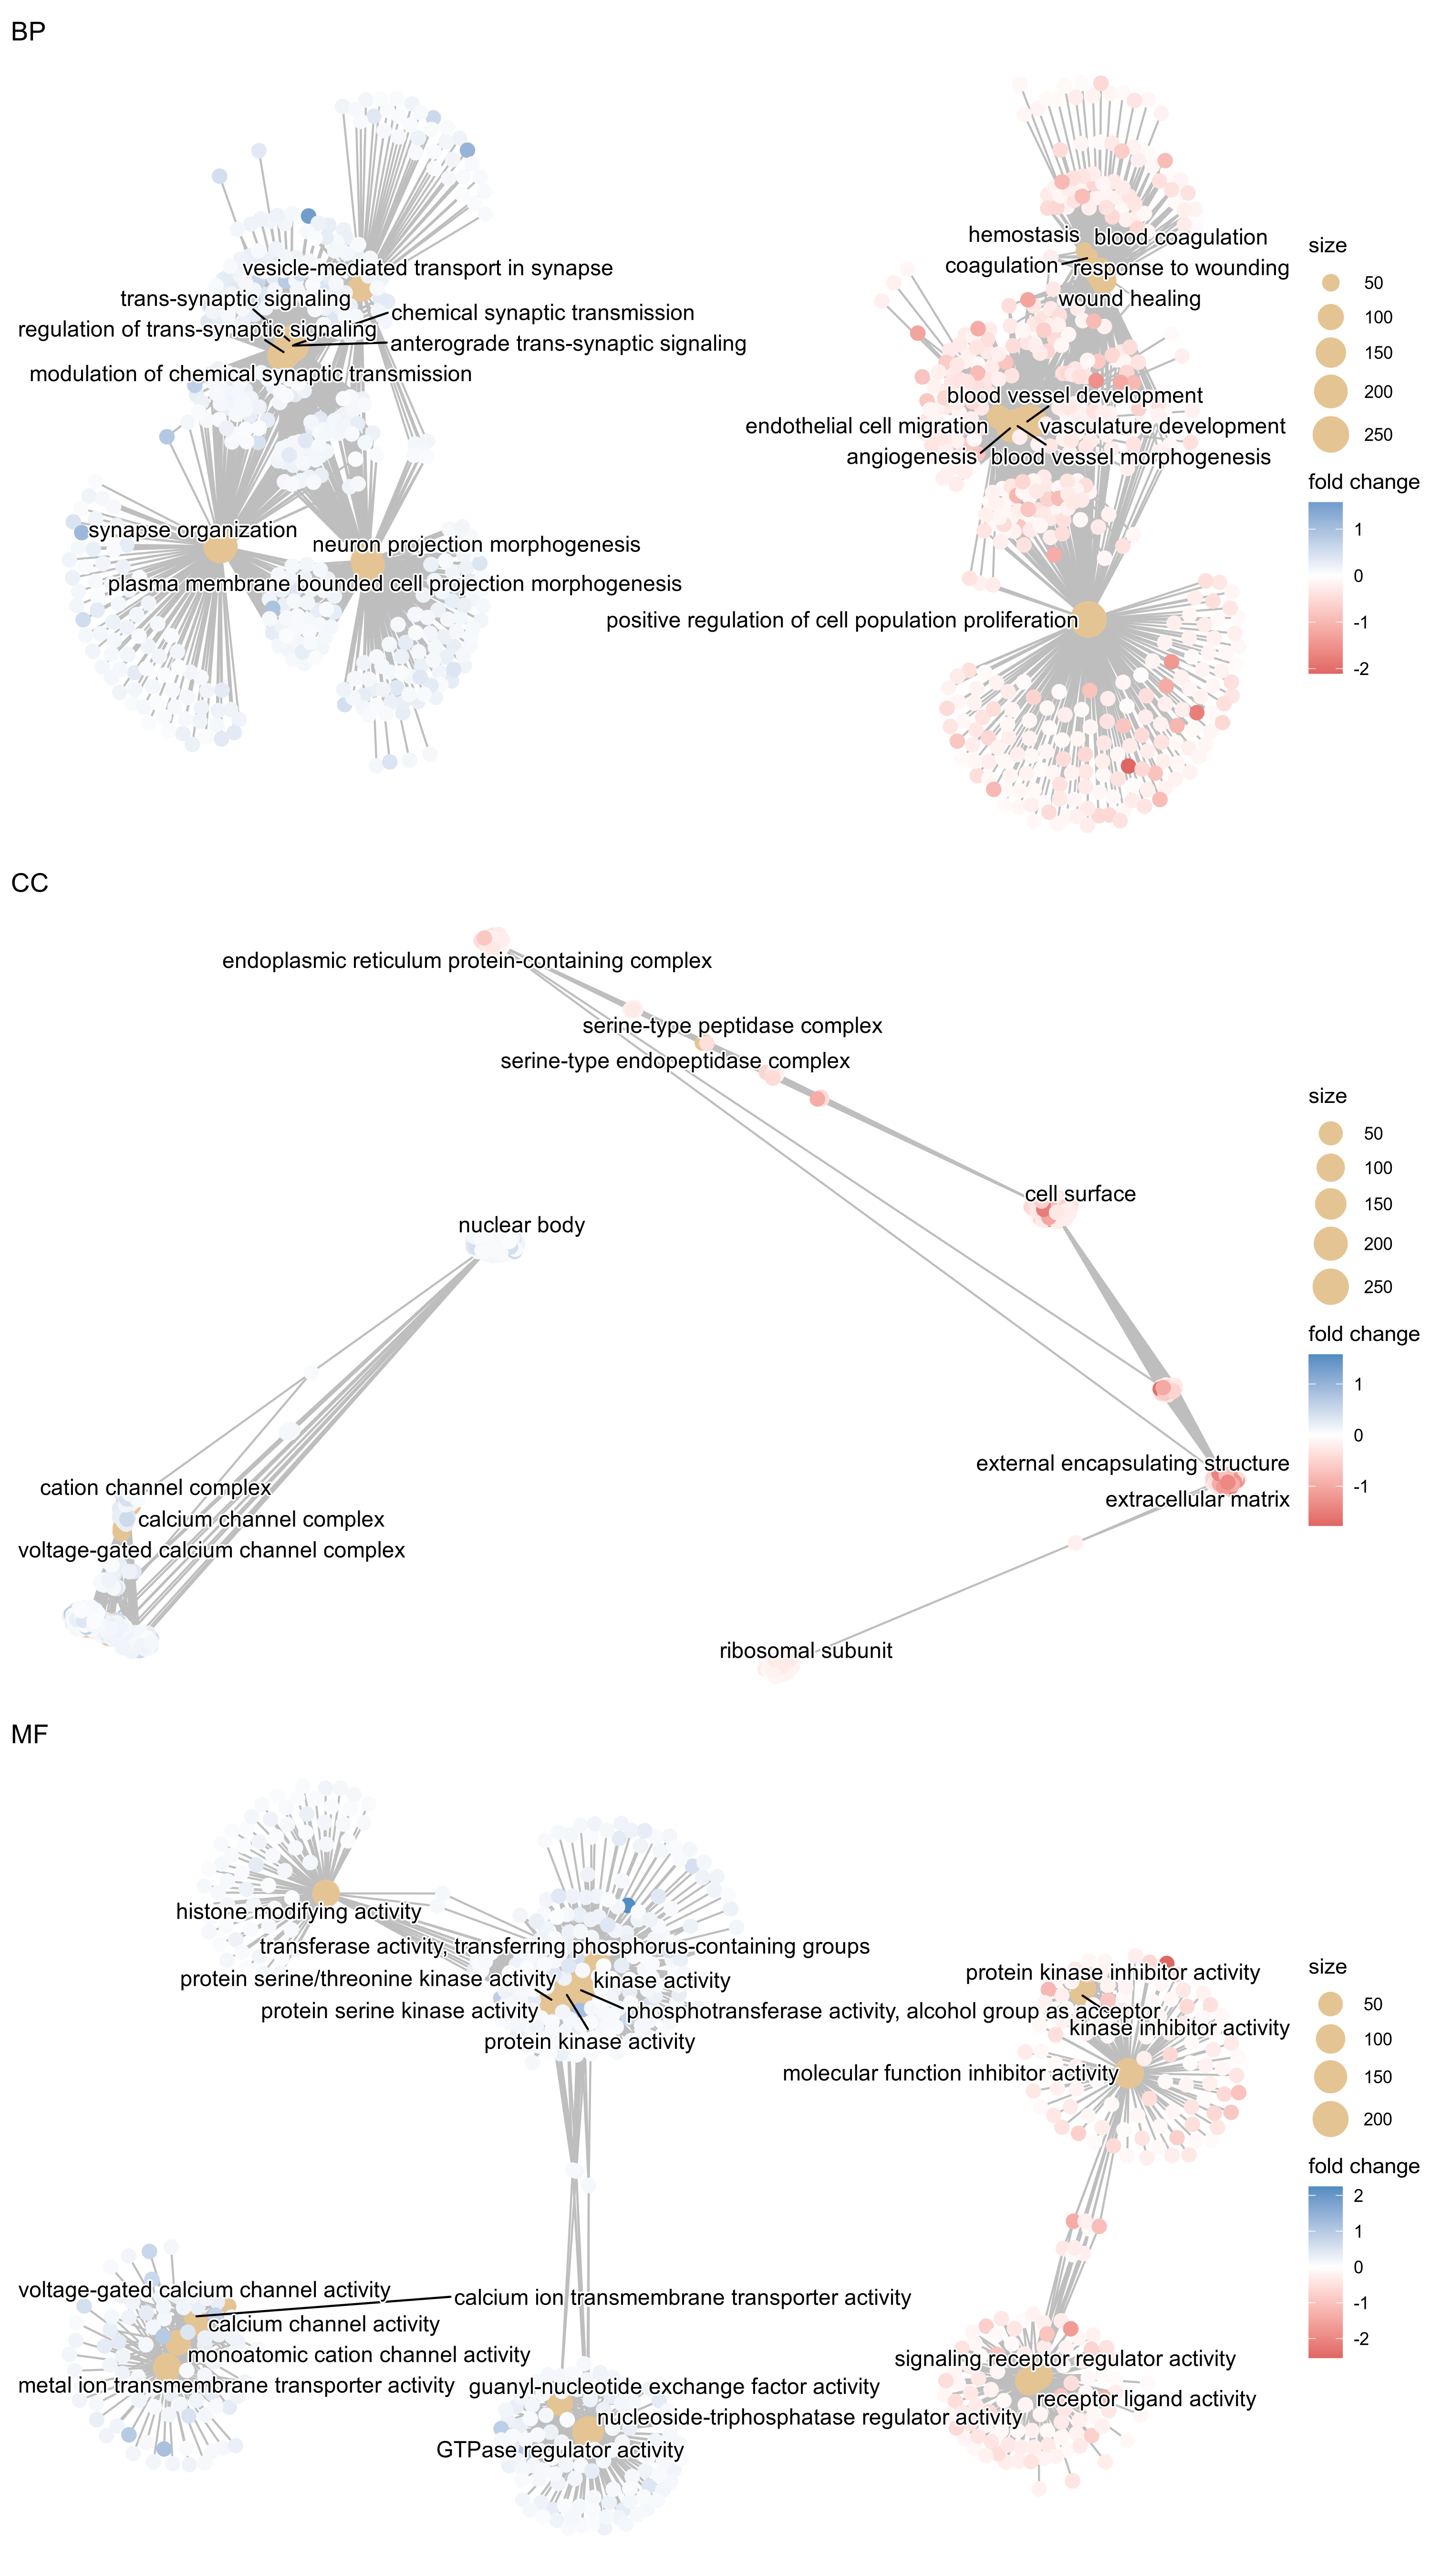 BP
vesicle-mediated transport in synapse
trans-synaptic signaling
chemical synaptic transmission
regulation of trans-synaptic signaling
anterograde trans-synaptic signaling
modulation of chemical synaptic transmission
synapse organization
neuron projection morphogenesis
plasma membrane bounded cell projection morphogenesis
hemostasis
blood coagulation
coagulation
response to wounding
wound healing
blood vessel development
endothelial cell migration
vasculature development
angiogenesis
blood vessel morphogenesis
positive regulation of cell population proliferation
size
50
100
150
200
250
fold change
1
0
-1
-2
CC
endoplasmic reticulum protein-containing complex
serine-type peptidase complex
serine-type endopeptidase complex
cell surface
nuclear body
external encapsulating structure
extracellular matrix
cation channel complex
calcium channel complex
voltage-gated calcium channel complex
ribosomal subunit
size
50
100
150
200
250
fold change
1
0
-1
MF
histone modifying activity
transferase activity, transferring phosphorus-containing groups
protein serine/threonine kinase activity
kinase activity
protein serine kinase activity
phosphotransferase activity, alcohol group as acceptor
protein kinase activity
protein kinase inhibitor activity
kinase inhibitor activity
molecular function inhibitor activity
voltage-gated calcium channel activity
calcium ion transmembrane transporter activity
calcium channel activity
monoatomic cation channel activity
metal ion transmembrane transporter activity
guanyl-nucleotide exchange factor activity
nucleoside-triphosphatase regulator activity
GTPase regulator activity
signaling receptor regulator activity
receptor ligand activity
size
50
100
150
200
fold change
2
1
0
-1
-2